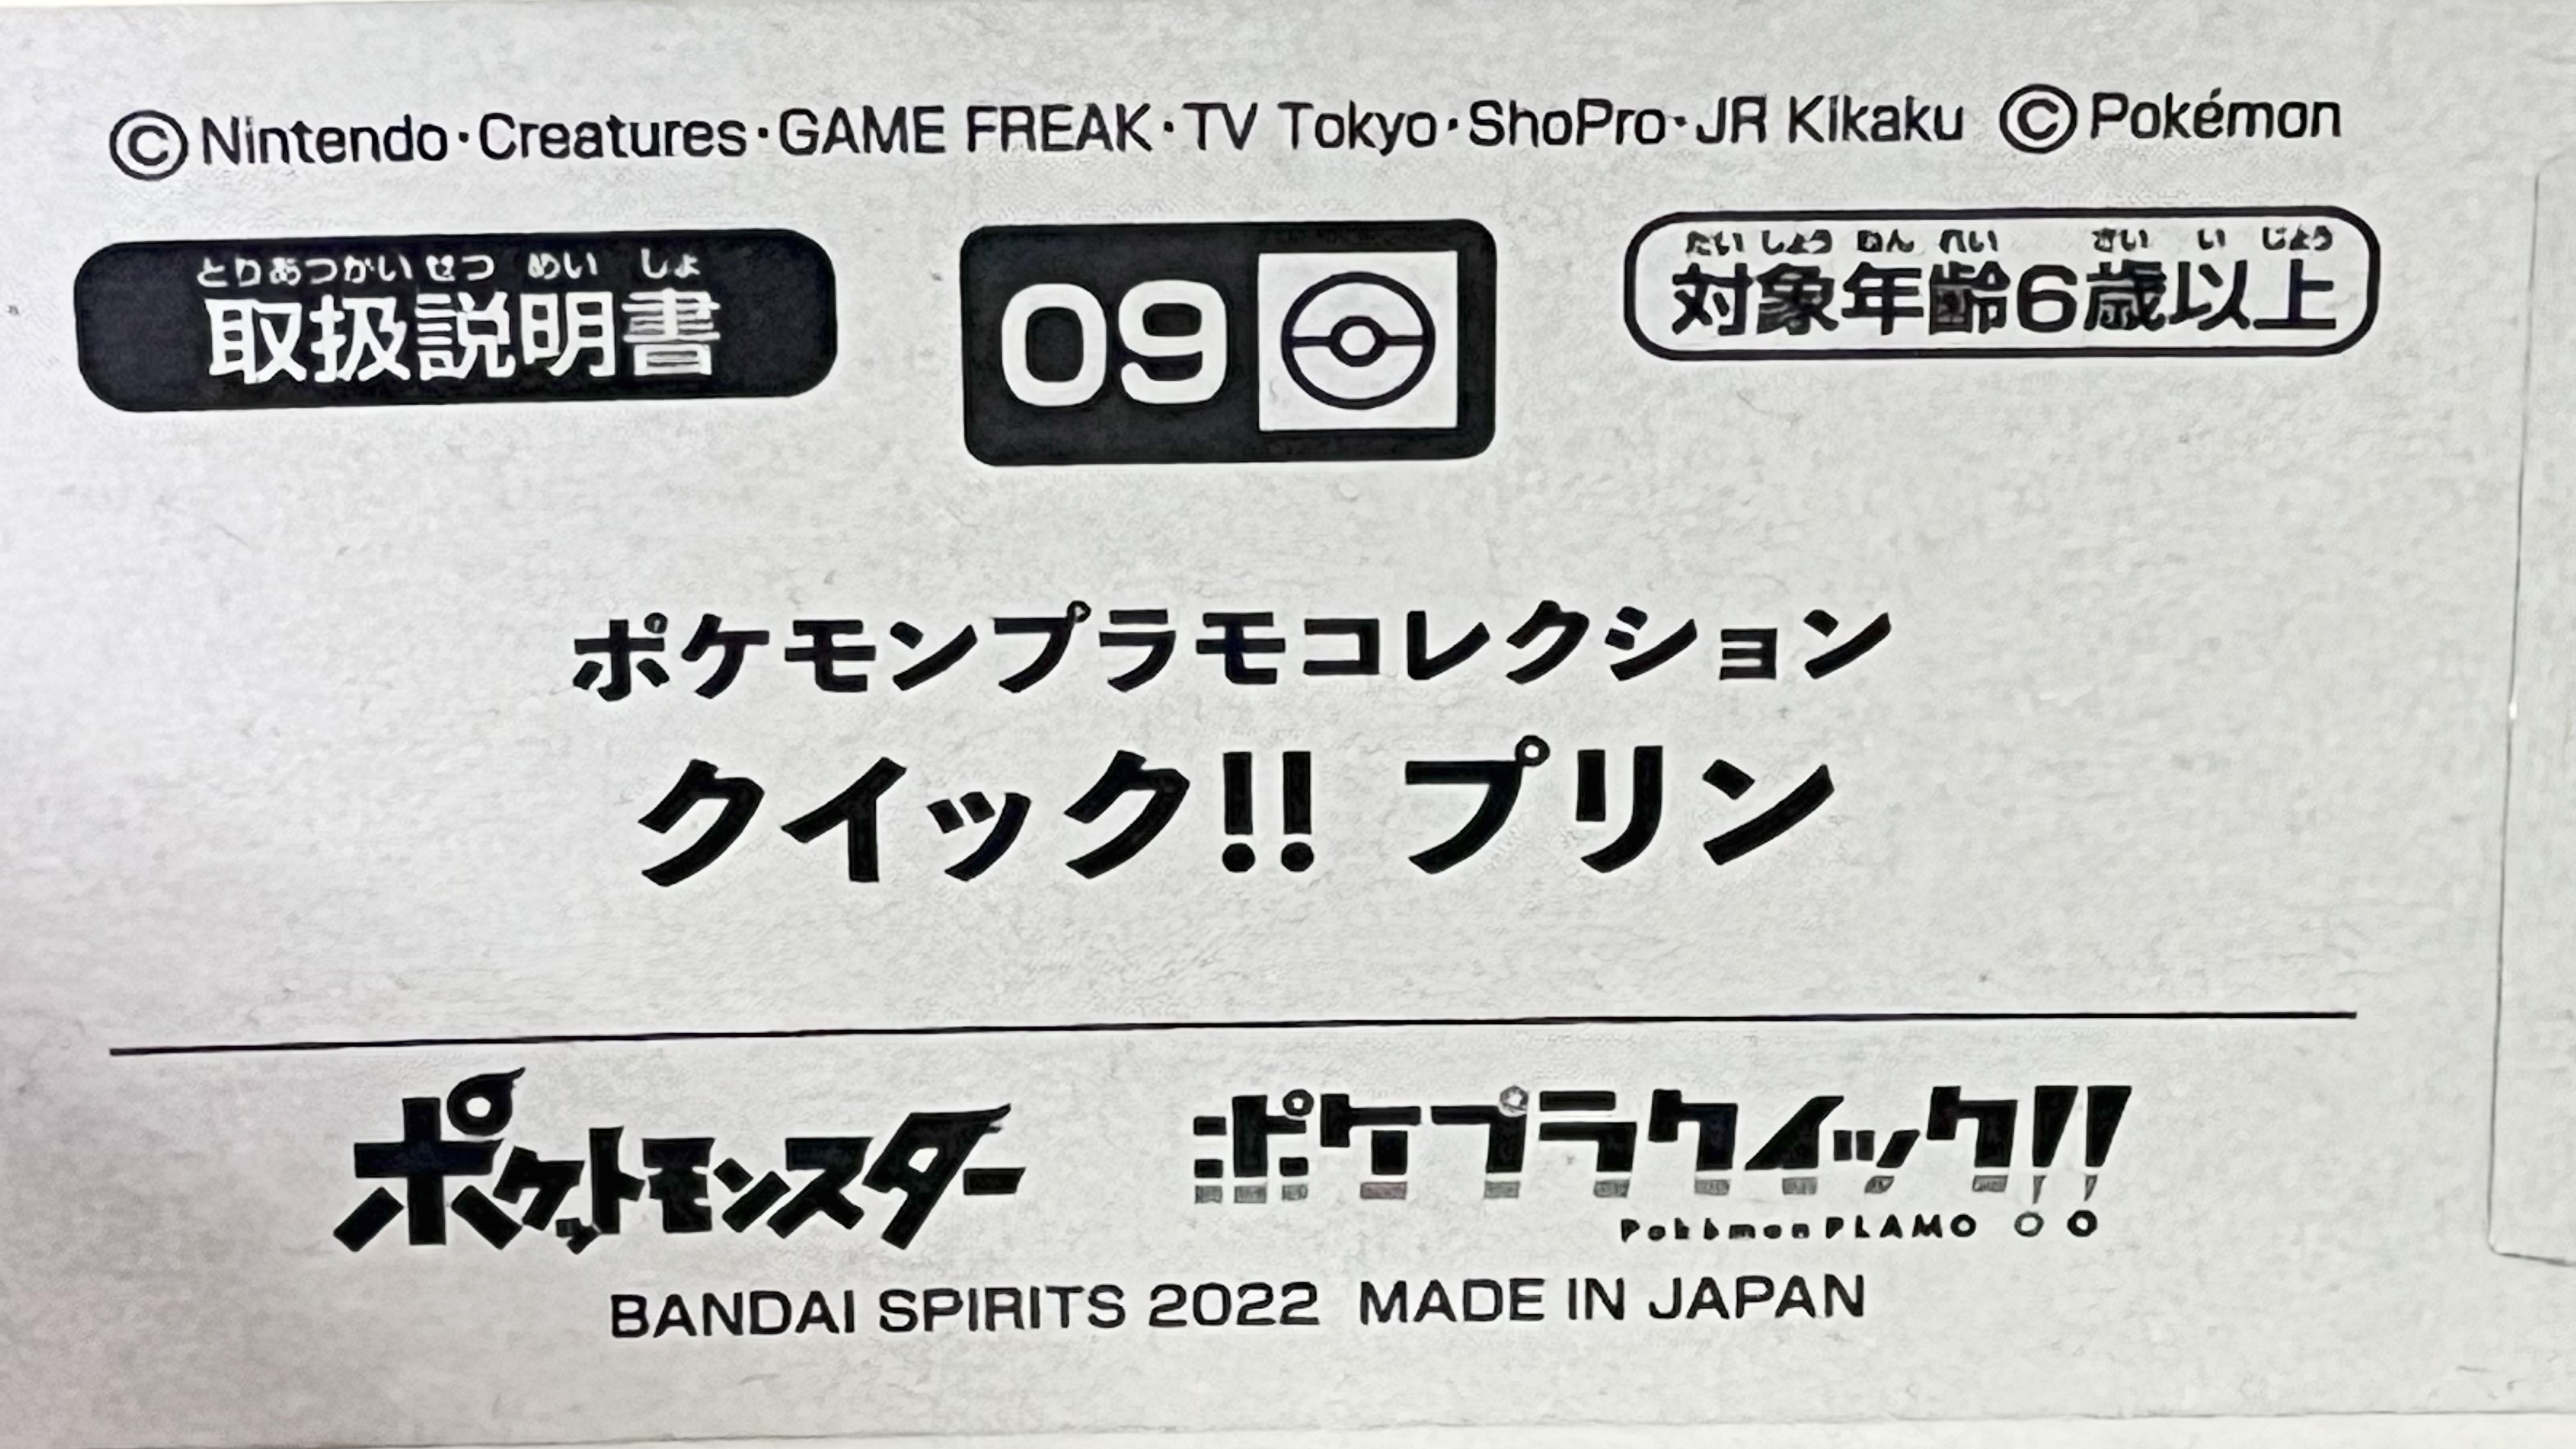 ©Nintendo・Creatures・GAME FREAK・TV Tokyo・ShoPro・JR Kikaku ©Pokémon
とりあつかいせつ めい しょ
取扱説明書
09
たい しょう ねん れい さい い じょう
対象年齢6歳以上
ポケモンプラモコレクション
クイック!! プリン
ポケットモンスター
ポケプラクイック!!
Pokémon PLAMO
BANDAI SPIRITS 2022 MADE IN JAPAN